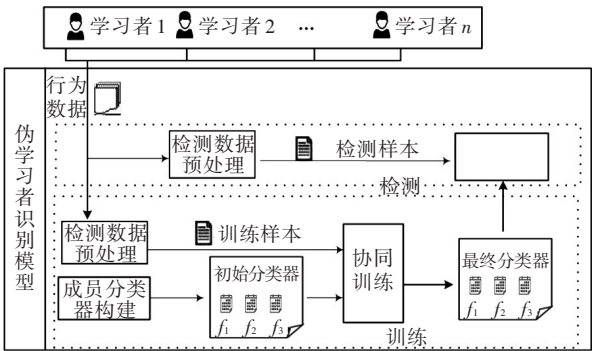 学习者1 学习者2 ... 学习者n
行为
数据
伪学习者识别模型
检测数据
预处理
检测样本
检测
检测数据
预处理
训练样本
成员分类
器构建
初始分类器
f1 f2 f3
协同
训练
最终分类器
f1 f2 f3
训练